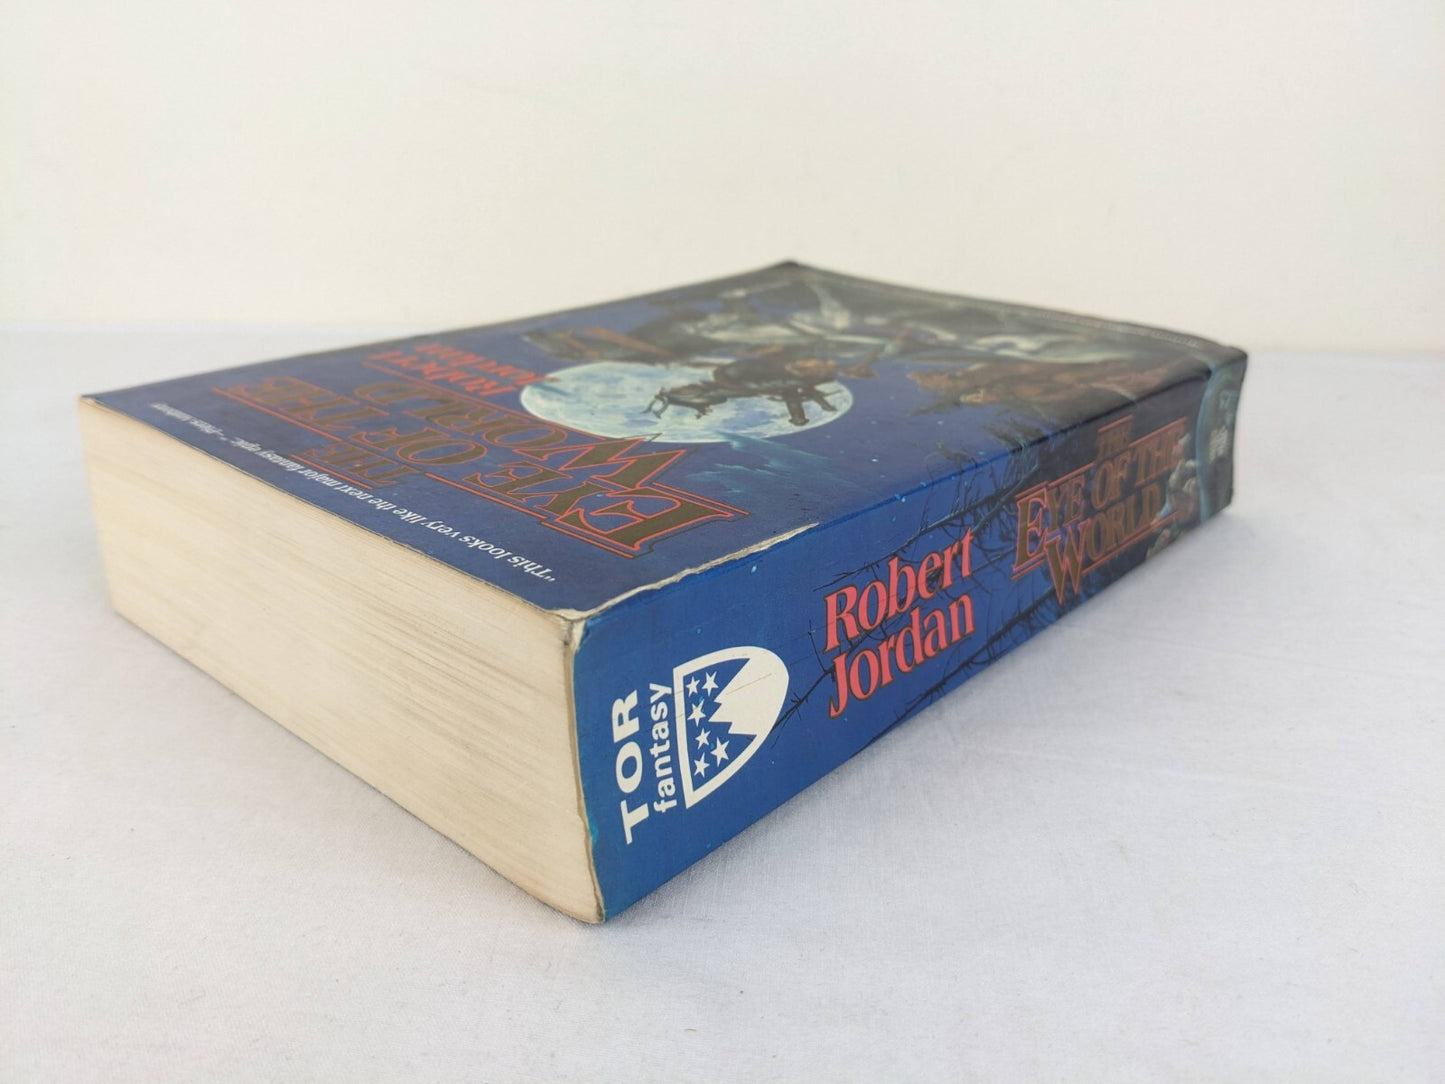 THE
EYE OF THE
WORLD
Robert
Jordan
"This looks very like the next major fantasy epic." —Piers
TOR
fantasy
Robert
Jordan
THE
EYE OF THE
WORLD